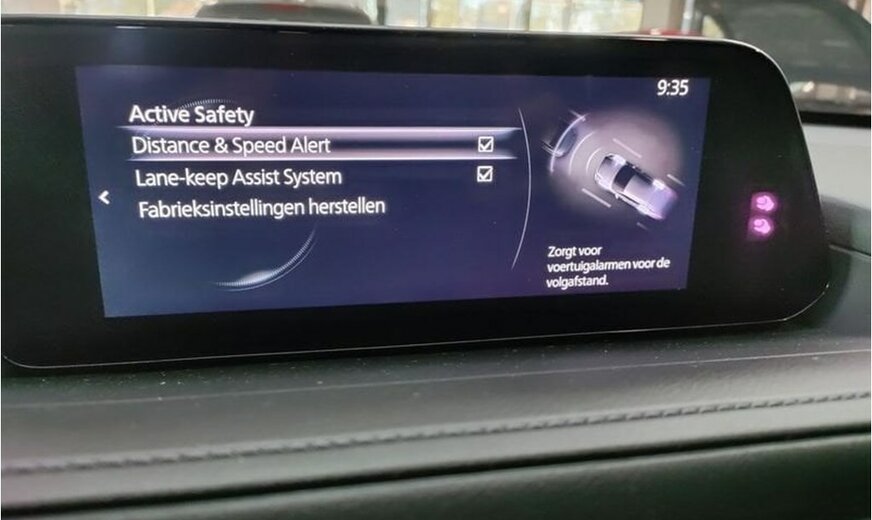 9:35
Active Safety
Distance & Speed Alert
Lane-keep Assist System
Fabrieksinstellingen herstellen
Zorgt voor
voertuigalarmen voor de
volgafstand.